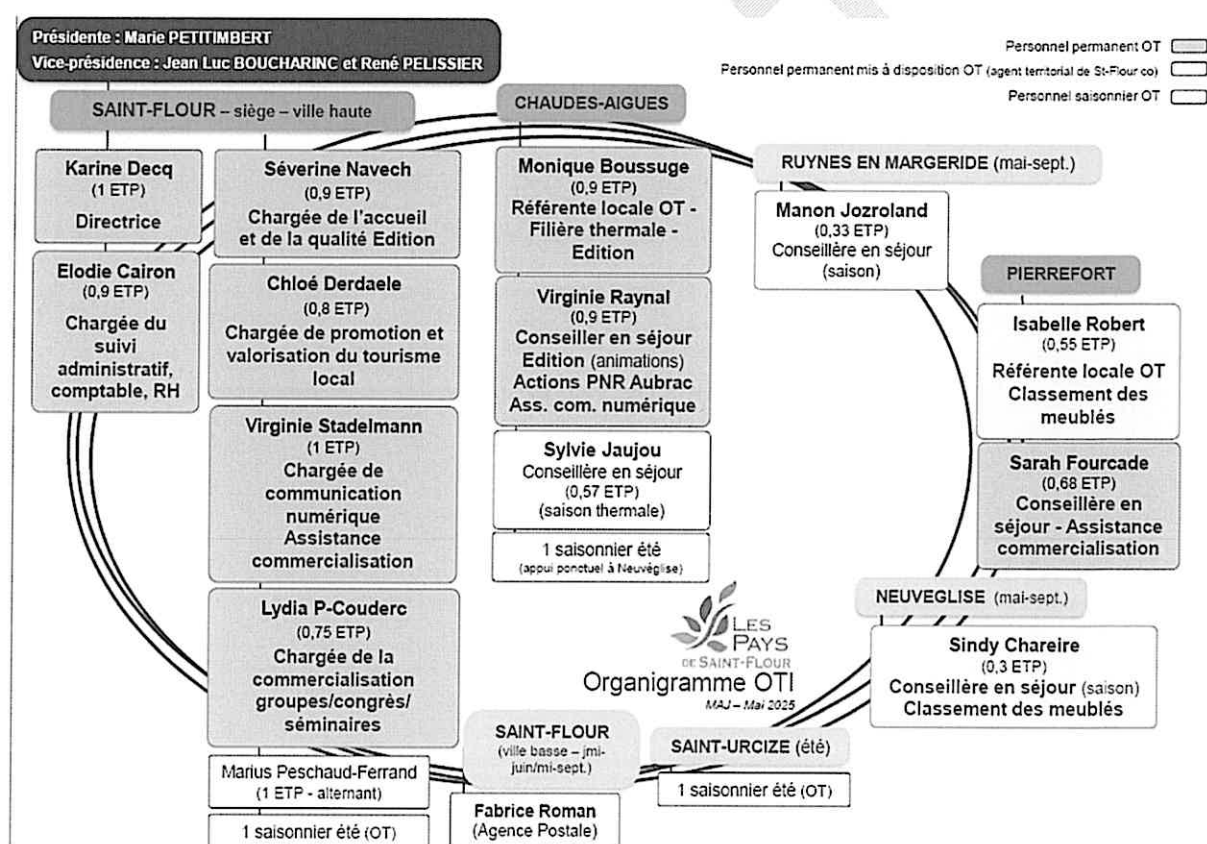 Présidente : Marie PETITIMBERT
Vice-présidence : Jean Luc BOUCHARINC et René PELISSIER
Personnel permanent OT
Personnel permanent mis à disposition OT (agent territorial de St-Flour co)
Personnel saisonnier OT
SAINT-FLOUR – siège – ville haute
Karine Decq
(1 ETP)
Directrice
Elodie Cairon
(0,9 ETP)
Chargée du
suivi
administratif,
comptable, RH
Séverine Navech
(0,9 ETP)
Chargée de l'accueil
et de la qualité Edition
Chloé Derdaele
(0,8 ETP)
Chargée de promotion et
valorisation du tourisme
local
Virginie Stadelmann
(1 ETP)
Chargée de
communication
numérique
Assistance
commercialisation
Lydia P-Couderc
(0,75 ETP)
Chargée de la
commercialisation
groupes/congrès/
séminaires
Marius Peschaud-Ferrand
(1 ETP - alternant)
1 saisonnier été (OT)
CHAUDES-AIGUES
Monique Boussuge
(0,9 ETP)
Référente locale OT -
Filière thermale -
Edition
Virginie Raynal
(0,9 ETP)
Conseiller en séjour
Edition (animations)
Actions PNR Aubrac
Ass. com. numérique
Sylvie Jaujou
Conseillère en séjour
(0,57 ETP)
(saison thermale)
1 saisonnier été
(appui ponctuel à Neuvéglise)
RUYNES EN MARGERIDE (mai-sept.)
Manon Jozroland
(0,33 ETP)
Conseillère en séjour
(saison)
PIERREFORT
Isabelle Robert
(0,55 ETP)
Référente locale OT
Classement des
meublés
Sarah Fourcade
(0,68 ETP)
Conseillère en
séjour - Assistance
commercialisation
NEUVEGLISE (mai-sept.)
Sindy Chareire
(0,3 ETP)
Conseillère en séjour (saison)
Classement des meublés
LES
PAYS
DE SAINT-FLOUR
Organigramme OTI
MAJ – Mai 2025
SAINT-FLOUR
(ville basse – jmi-
juin/mi-sept.)
Fabrice Roman
(Agence Postale)
SAINT-URCIZE (été)
1 saisonnier été (OT)